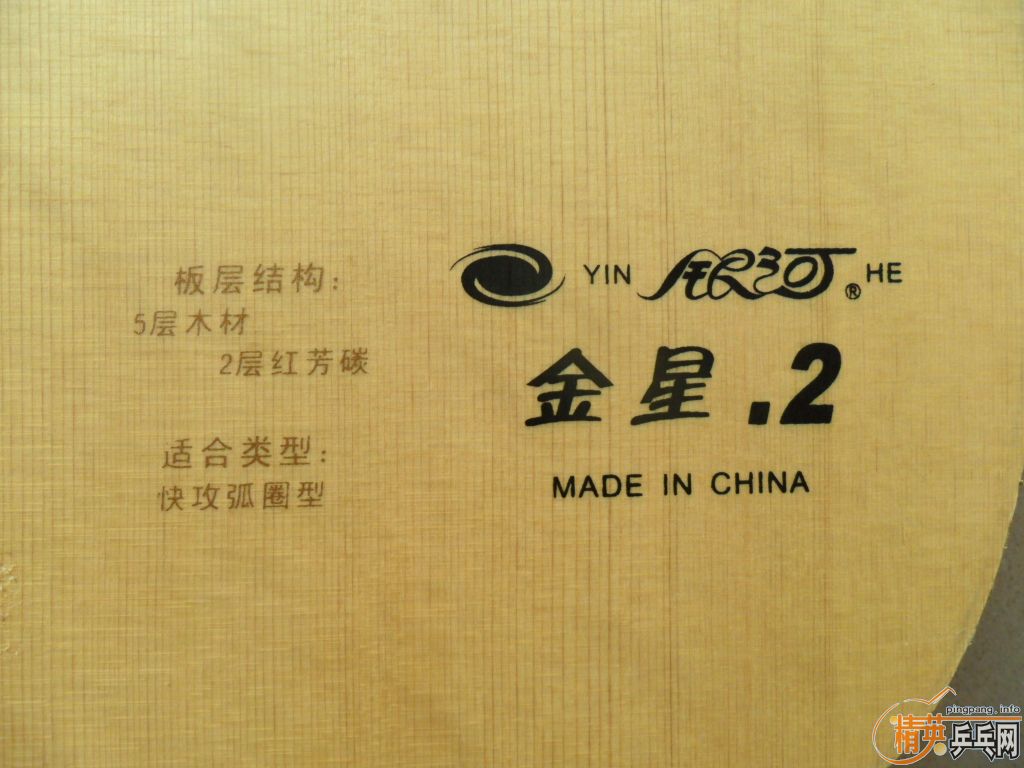 板层结构：
5层木材
2层红芳碳
适合类型：
快攻弧圈型
YIN 银河® HE
金星.2
MADE IN CHINA
pingpang.info
精英乒乓网